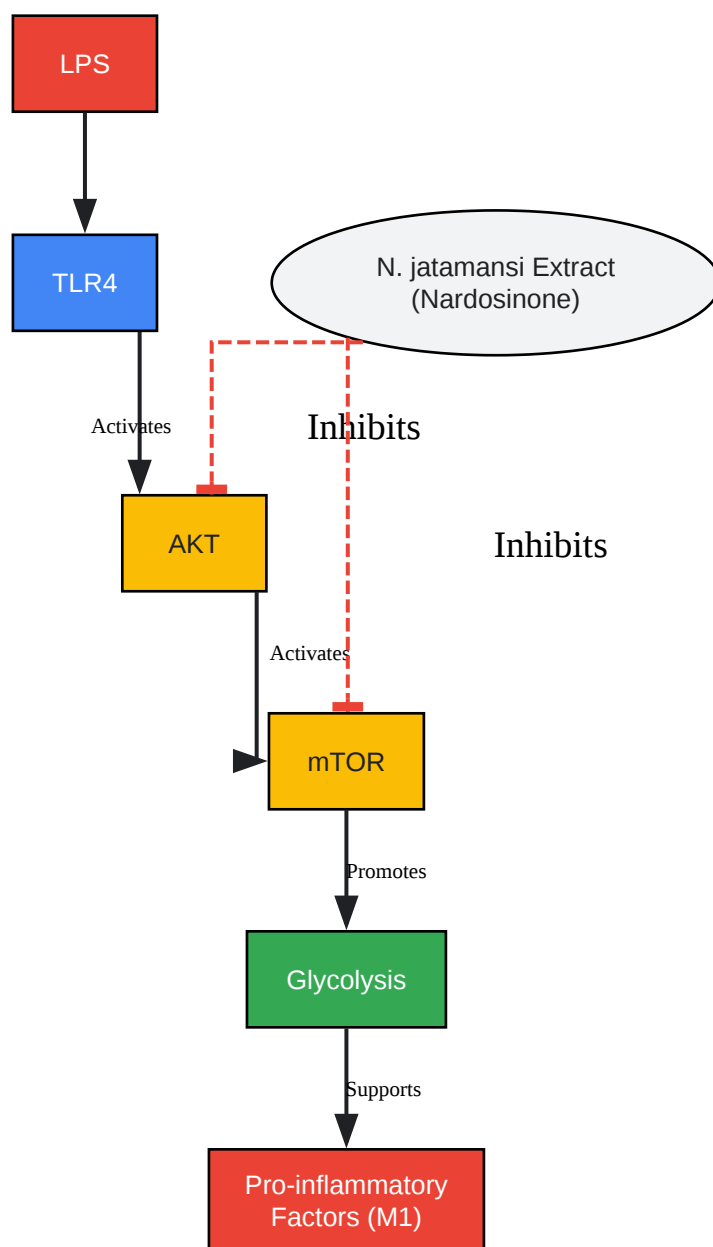 LPS
TLR4
N. jatamansi Extract
(Nardosinone)
Activates
Inhibits
AKT
Inhibits
Activates
mTOR
Promotes
Glycolysis
Supports
Pro-inflammatory
Factors (M1)